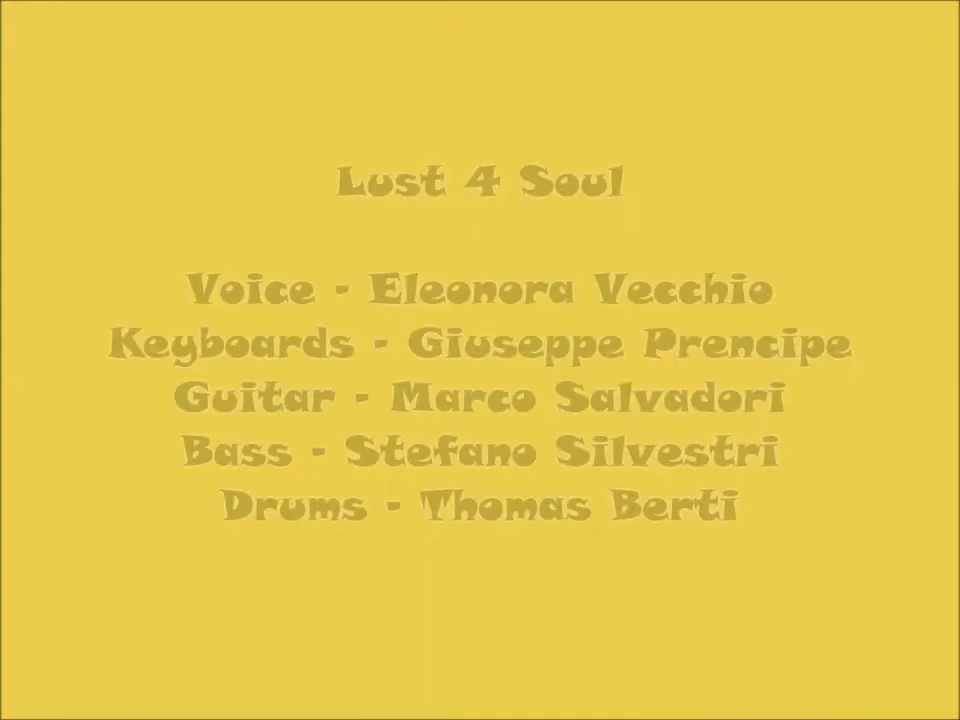 Lust 4 Soul
Voice - Eleonora Vecchio
Keyboards - Giuseppe Prencipe
Guitar - Marco Salvadori
Bass - Stefano Silvestri
Drums - Thomas Berti